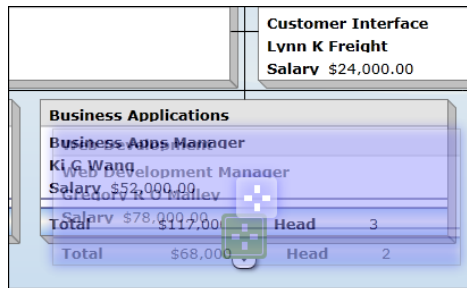 Customer Interface
Lynn K Freight
Salary $24,000.00
Business Applications
Business Apps Manager
Ki G Wang
Salary $52,000.00
Total $117,000 Head 3
Web Development
Web Development Manager
Gregory R O Malley
Salary $78,000.00
Total $68,000 Head 2